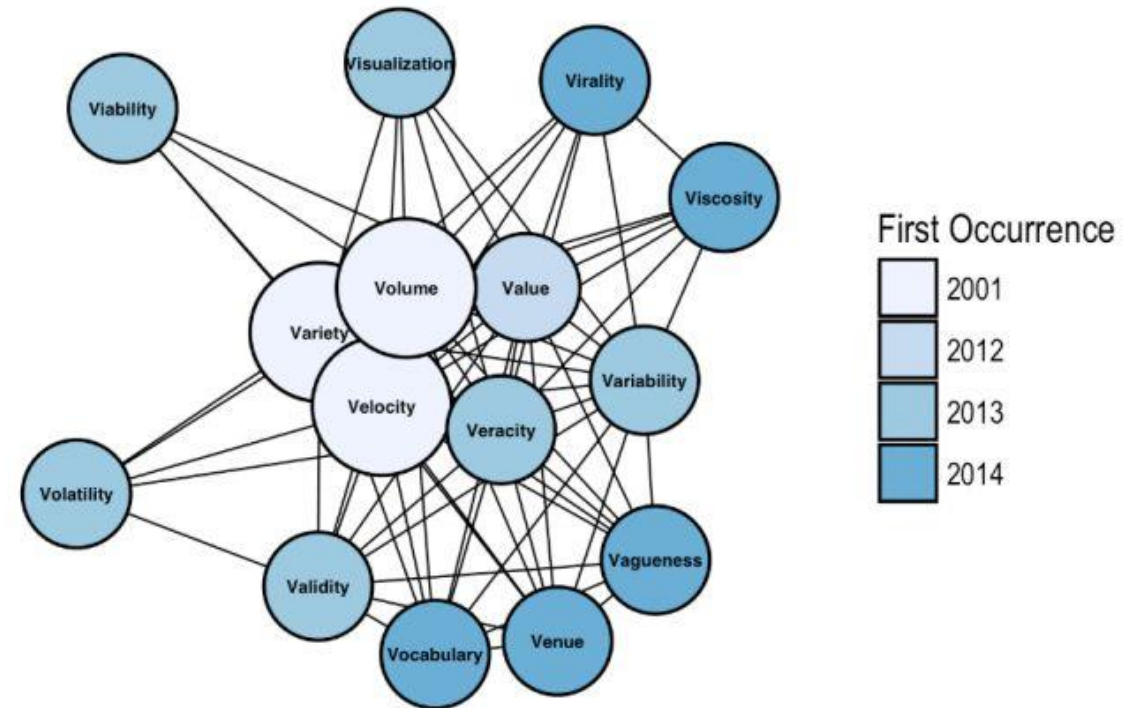 Visualization
Virality
Viability
Viscosity
Volume
Value
Variety
Variability
Velocity
Veracity
Volatility
Vagueness
Validity
Venue
Vocabulary
First Occurrence
2001
2012
2013
2014